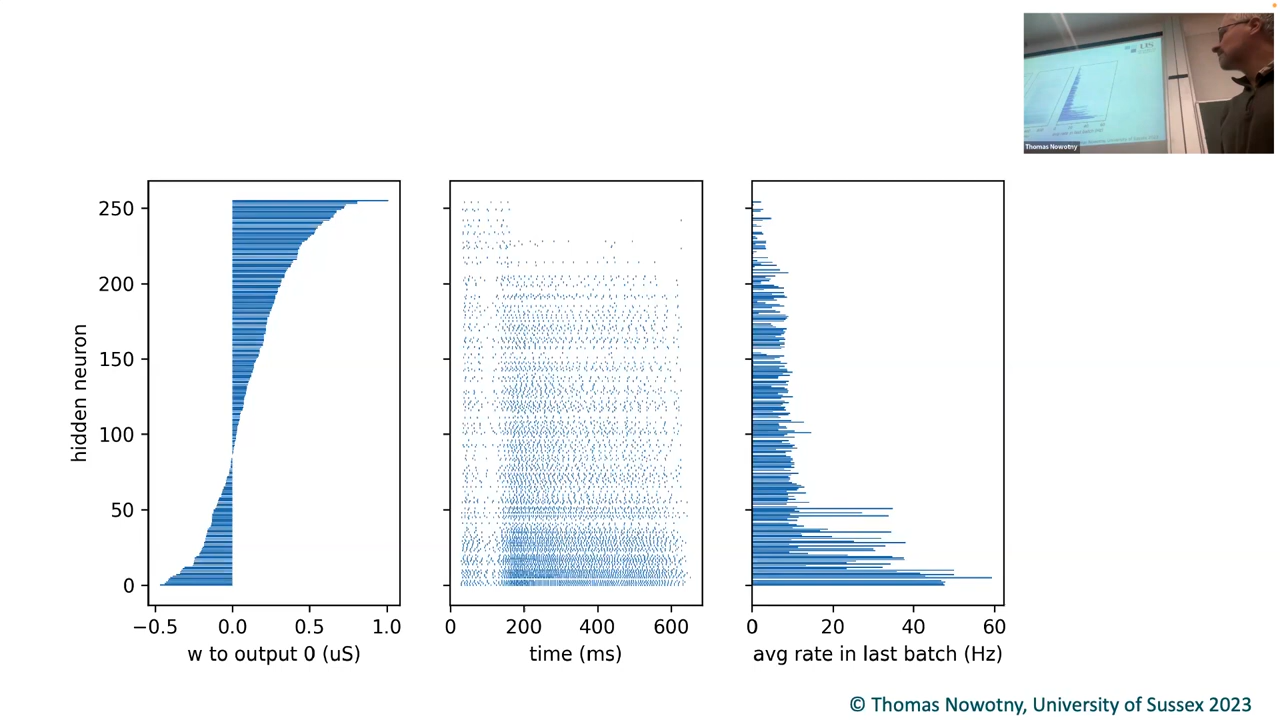 US
Thomas Nowotny
250
200
150
100
50
0
hidden neuron
−0.5 0.0 0.5 1.0
w to output 0 (uS)
0 200 400 600
time (ms)
0 20 40 60
avg rate in last batch (Hz)
© Thomas Nowotny, University of Sussex 2023